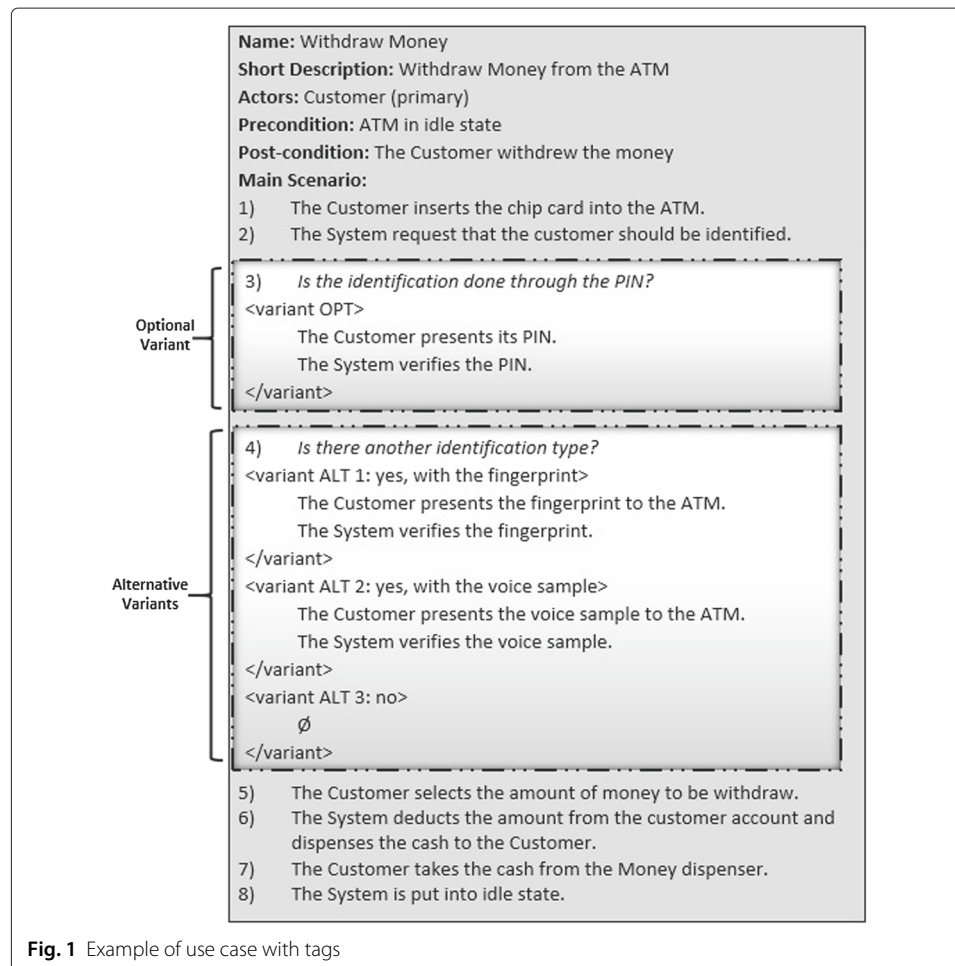 Name: Withdraw Money
Short Description: Withdraw Money from the ATM
Actors: Customer (primary)
Precondition: ATM in idle state
Post-condition: The Customer withdrew the money
Main Scenario:
1) The Customer inserts the chip card into the ATM.
2) The System request that the customer should be identified.
Optional
Variant
3) Is the identification done through the PIN?
<variant OPT>
The Customer presents its PIN.
The System verifies the PIN.
</variant>
Alternative
Variants
4) Is there another identification type?
<variant ALT 1: yes, with the fingerprint>
The Customer presents the fingerprint to the ATM.
The System verifies the fingerprint.
</variant>
<variant ALT 2: yes, with the voice sample>
The Customer presents the voice sample to the ATM.
The System verifies the voice sample.
</variant>
<variant ALT 3: no>
Ø
</variant>
5) The Customer selects the amount of money to be withdraw.
6) The System deducts the amount from the customer account and
dispenses the cash to the Customer.
7) The Customer takes the cash from the Money dispenser.
8) The System is put into idle state.
Fig. 1 Example of use case with tags